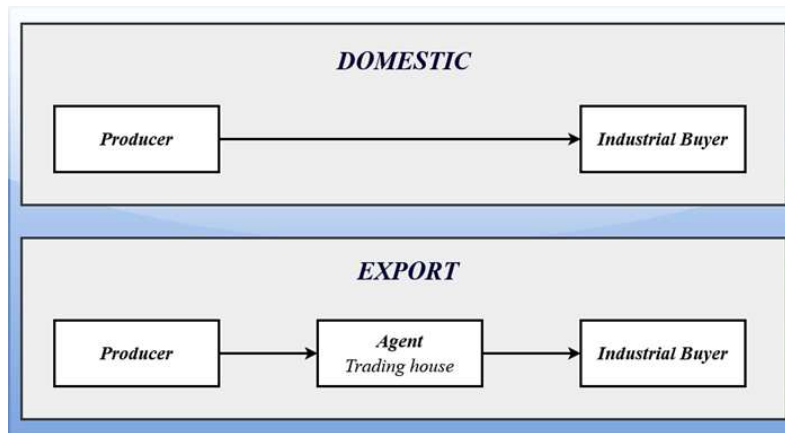 DOMESTIC
Producer
Industrial Buyer
EXPORT
Producer
Agent
Trading house
Industrial Buyer